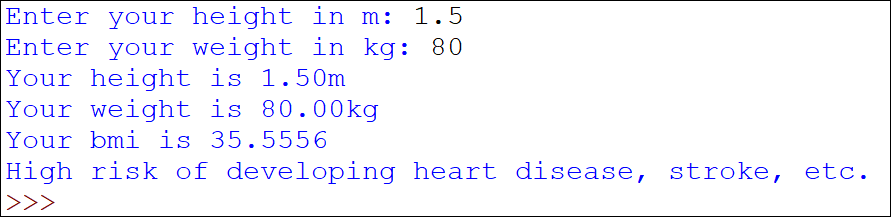 Enter your height in m: 1.5
Enter your weight in kg: 80
Your height is 1.50m
Your weight is 80.00kg
Your bmi is 35.5556
High risk of developing heart disease, stroke, etc.
>>>